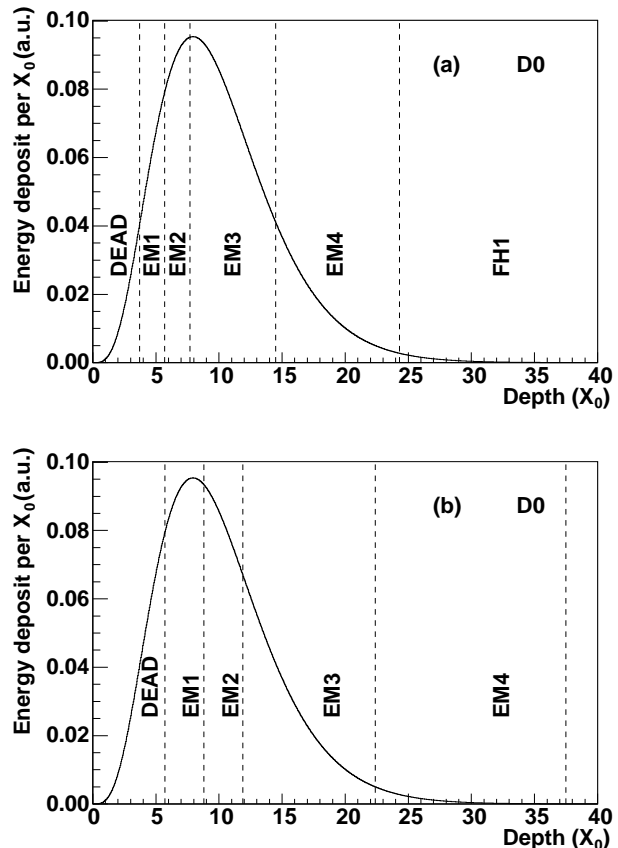 Energy deposit per X0(a.u.)
0.10
0.08
0.06
0.04
0.02
0.00
(a) D0
DEAD
EM1
EM2
EM3
EM4
FH1
0 5 10 15 20 25 30 35 40
Depth (X0)
Energy deposit per X0(a.u.)
0.10
0.08
0.06
0.04
0.02
0.00
(b) D0
DEAD
EM1
EM2
EM3
EM4
0 5 10 15 20 25 30 35 40
Depth (X0)